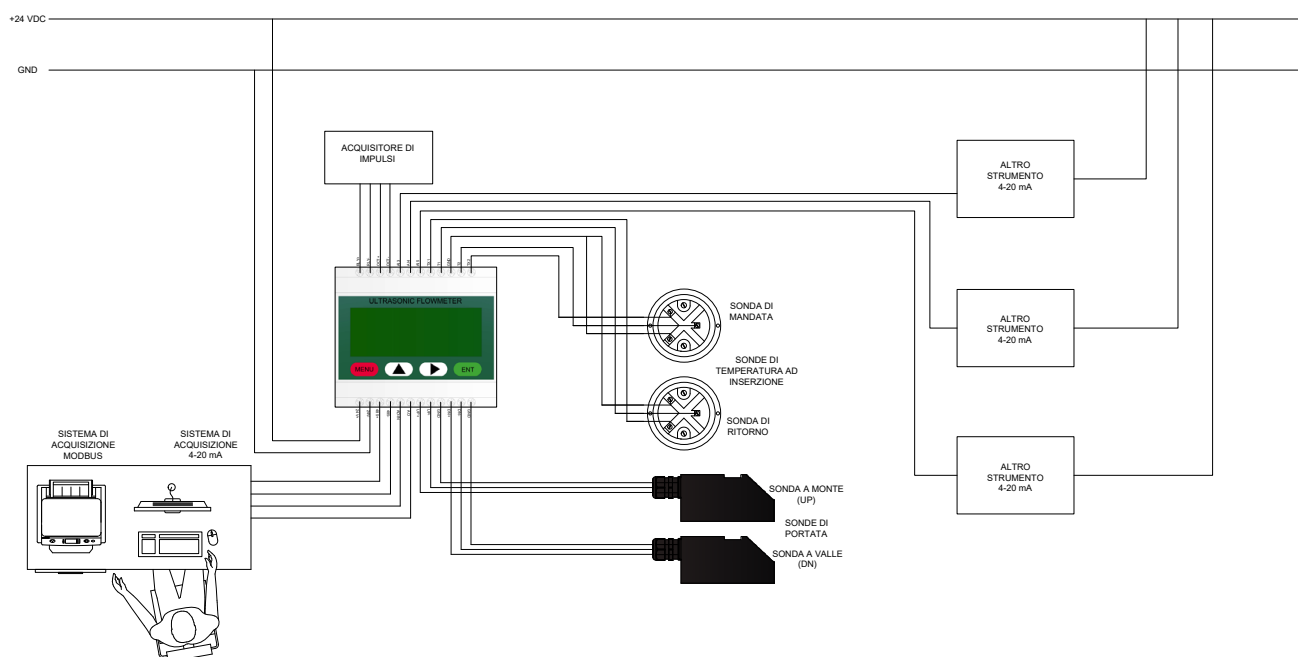 +24 VDC
GND
ACQUISITORE DI
IMPULSI
ALTRO
STRUMENTO
4-20 mA
ULTRASONIC FLOWMETER
MENU
ENT
SONDA DI
MANDATA
ALTRO
STRUMENTO
4-20 mA
SONDE DI
TEMPERATURA AD
INSERZIONE
SONDA DI
RITORNO
SISTEMA DI
ACQUISIZIONE
MODBUS
SISTEMA DI
ACQUISIZIONE
4-20 mA
ALTRO
STRUMENTO
4-20 mA
SONDA A MONTE
(UP)
SONDE DI
PORTATA
SONDA A VALLE
(DN)